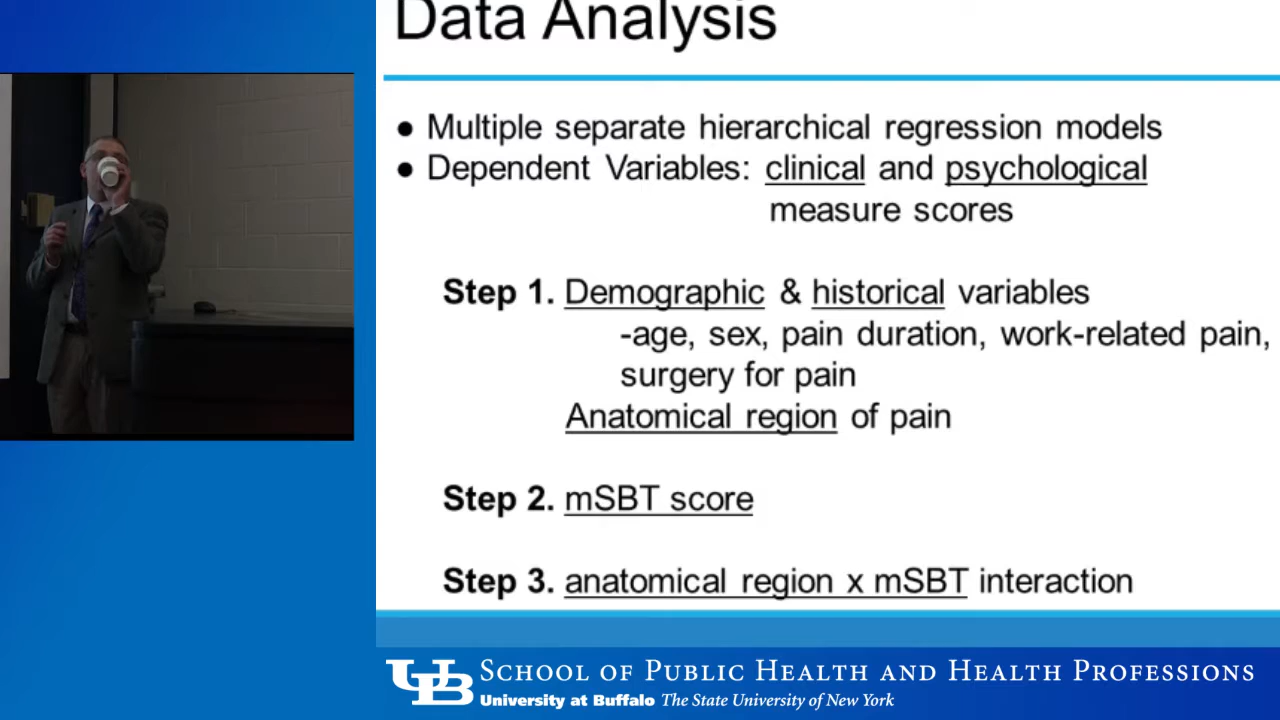 Data Analysis
● Multiple separate hierarchical regression models
● Dependent Variables: clinical and psychological
measure scores
Step 1. Demographic & historical variables
-age, sex, pain duration, work-related pain,
surgery for pain
Anatomical region of pain
Step 2. mSBT score
Step 3. anatomical region x mSBT interaction
UB School of Public Health and Health Professions
University at Buffalo The State University of New York